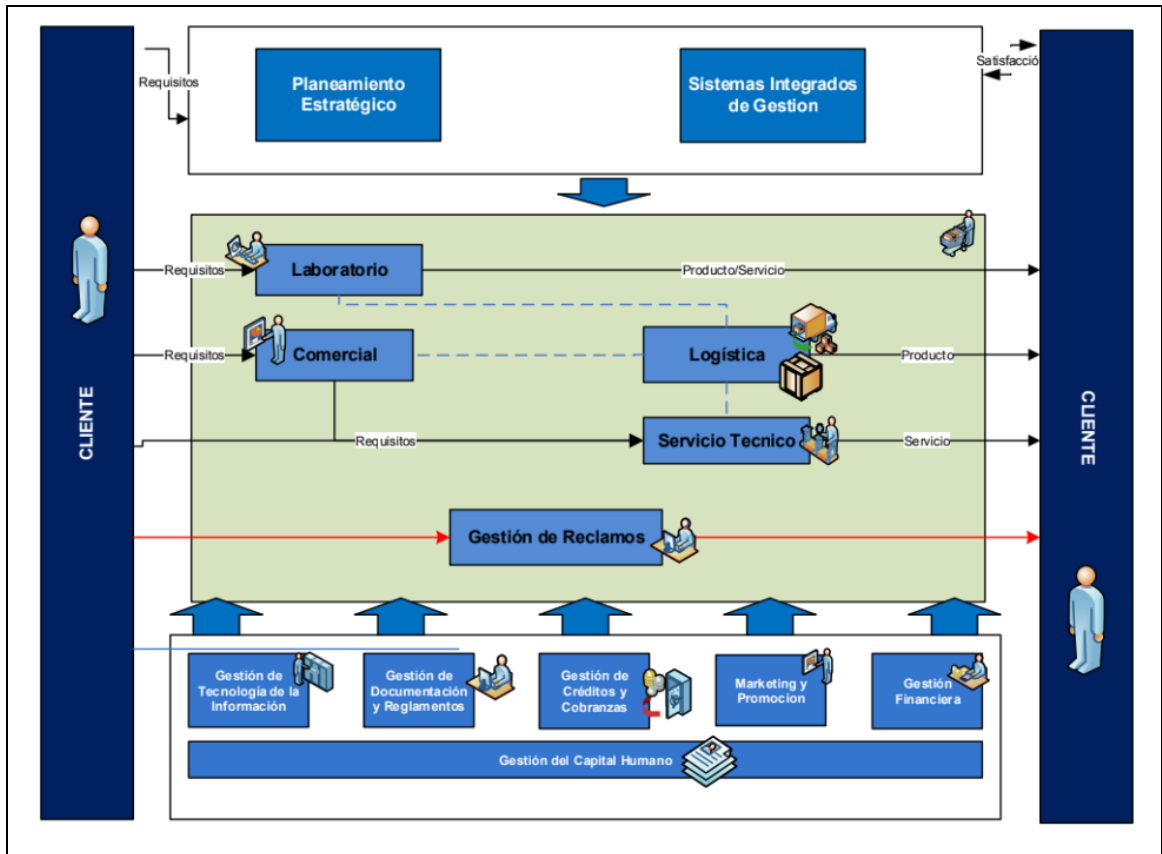 Requisitos
Planeamiento
Estratégico
Sistemas Integrados
de Gestion
Satisfacció
Requisitos
Laboratorio
Producto/Servicio
Requisitos
Comercial
Logística
Producto
Requisitos
Servicio Tecnico
Servicio
Gestión de Reclamos
CLIENTE
CLIENTE
Gestión de
Tecnología de la
Información
Gestión de
Documentación
y Reglamentos
Gestión de
Créditos y
Cobranzas
Marketing y
Promocion
Gestión
Financiera
Gestión del Capital Humano